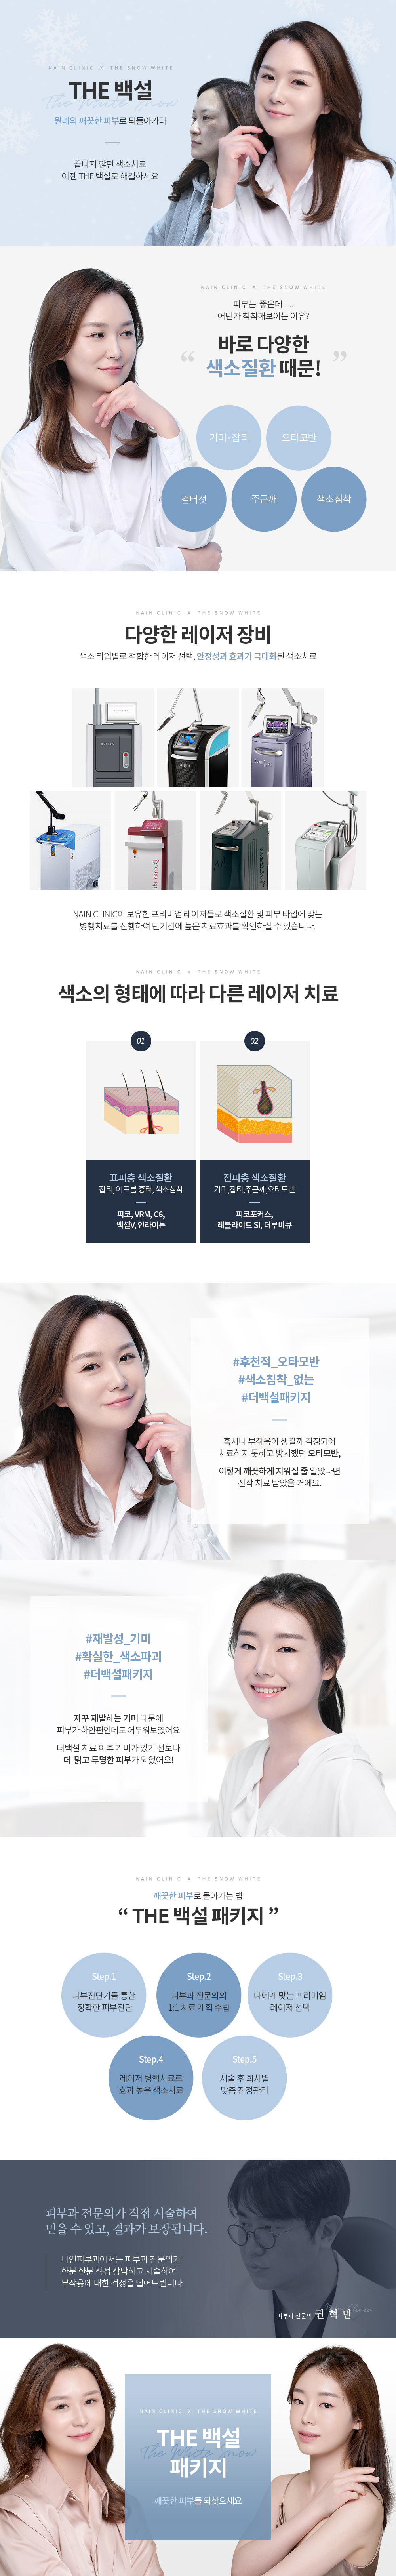 NAIN CLINIC X THE SNOW WHITE
THE 백설
The White Snow
원래의 깨끗한 피부로 되돌아가다
끝나지 않던 색소치료
이젠 THE 백설로 해결하세요
NAIN CLINIC X THE SNOW WHITE
피부는 좋은데....
어딘가 칙칙해보이는 이유?
“ 바로 다양한 ”
색소질환 때문!
기미·잡티
오타모반
검버섯
주근깨
색소침착
NAIN CLINIC X THE SNOW WHITE
다양한 레이저 장비
색소 타입별로 적합한 레이저 선택, 안정성과 효과가 극대화된 색소치료
NAIN CLINIC이 보유한 프리미엄 레이저들로 색소질환 및 피부 타입에 맞는
병행치료를 진행하여 단기간에 높은 치료효과를 확인하실 수 있습니다.
NAIN CLINIC X THE SNOW WHITE
색소의 형태에 따라 다른 레이저 치료
01
02
표피층 색소질환
잡티, 여드름 흉터, 색소침착
피코, VRM, C6,
엑셀V, 인라이튼
진피층 색소질환
기미,잡티,주근깨,오타모반
피코포커스,
레블라이트 SI, 더루비큐
#후천적_오타모반
#색소침착_없는
#더백설패키지
혹시나 부작용이 생길까 걱정되어
치료하지 못하고 방치했던 오타모반,
이렇게 깨끗하게 지워질 줄 알았다면
진작 치료 받았을 거에요.
#재발성_기미
#확실한_색소파괴
#더백설패키지
자꾸 재발하는 기미 때문에
피부가 하얀편인데도 어두워보였어요
더백설 치료 이후 기미가 있기 전보다
더 맑고 투명한 피부가 되었어요!
NAIN CLINIC X THE SNOW WHITE
깨끗한 피부로 돌아가는 법
“ THE 백설 패키지 ”
Step.1
피부진단기를 통한
정확한 피부진단
Step.2
피부과 전문의의
1:1 치료 계획 수립
Step.3
나에게 맞는 프리미엄
레이저 선택
Step.4
레이저 병행치료로
효과 높은 색소치료
Step.5
시술 후 회차별
맞춤 진정관리
피부과 전문의가 직접 시술하여
믿을 수 있고, 결과가 보장됩니다.
나인피부과에서는 피부과 전문의가
한분 한분 직접 상담하고 시술하여
부작용에 대한 걱정을 덜어드립니다.
피부과 전문의 권 허 만
NAIN CLINIC X THE SNOW WHITE
THE 백설
The White Snow
패키지
깨끗한 피부를 되찾으세요